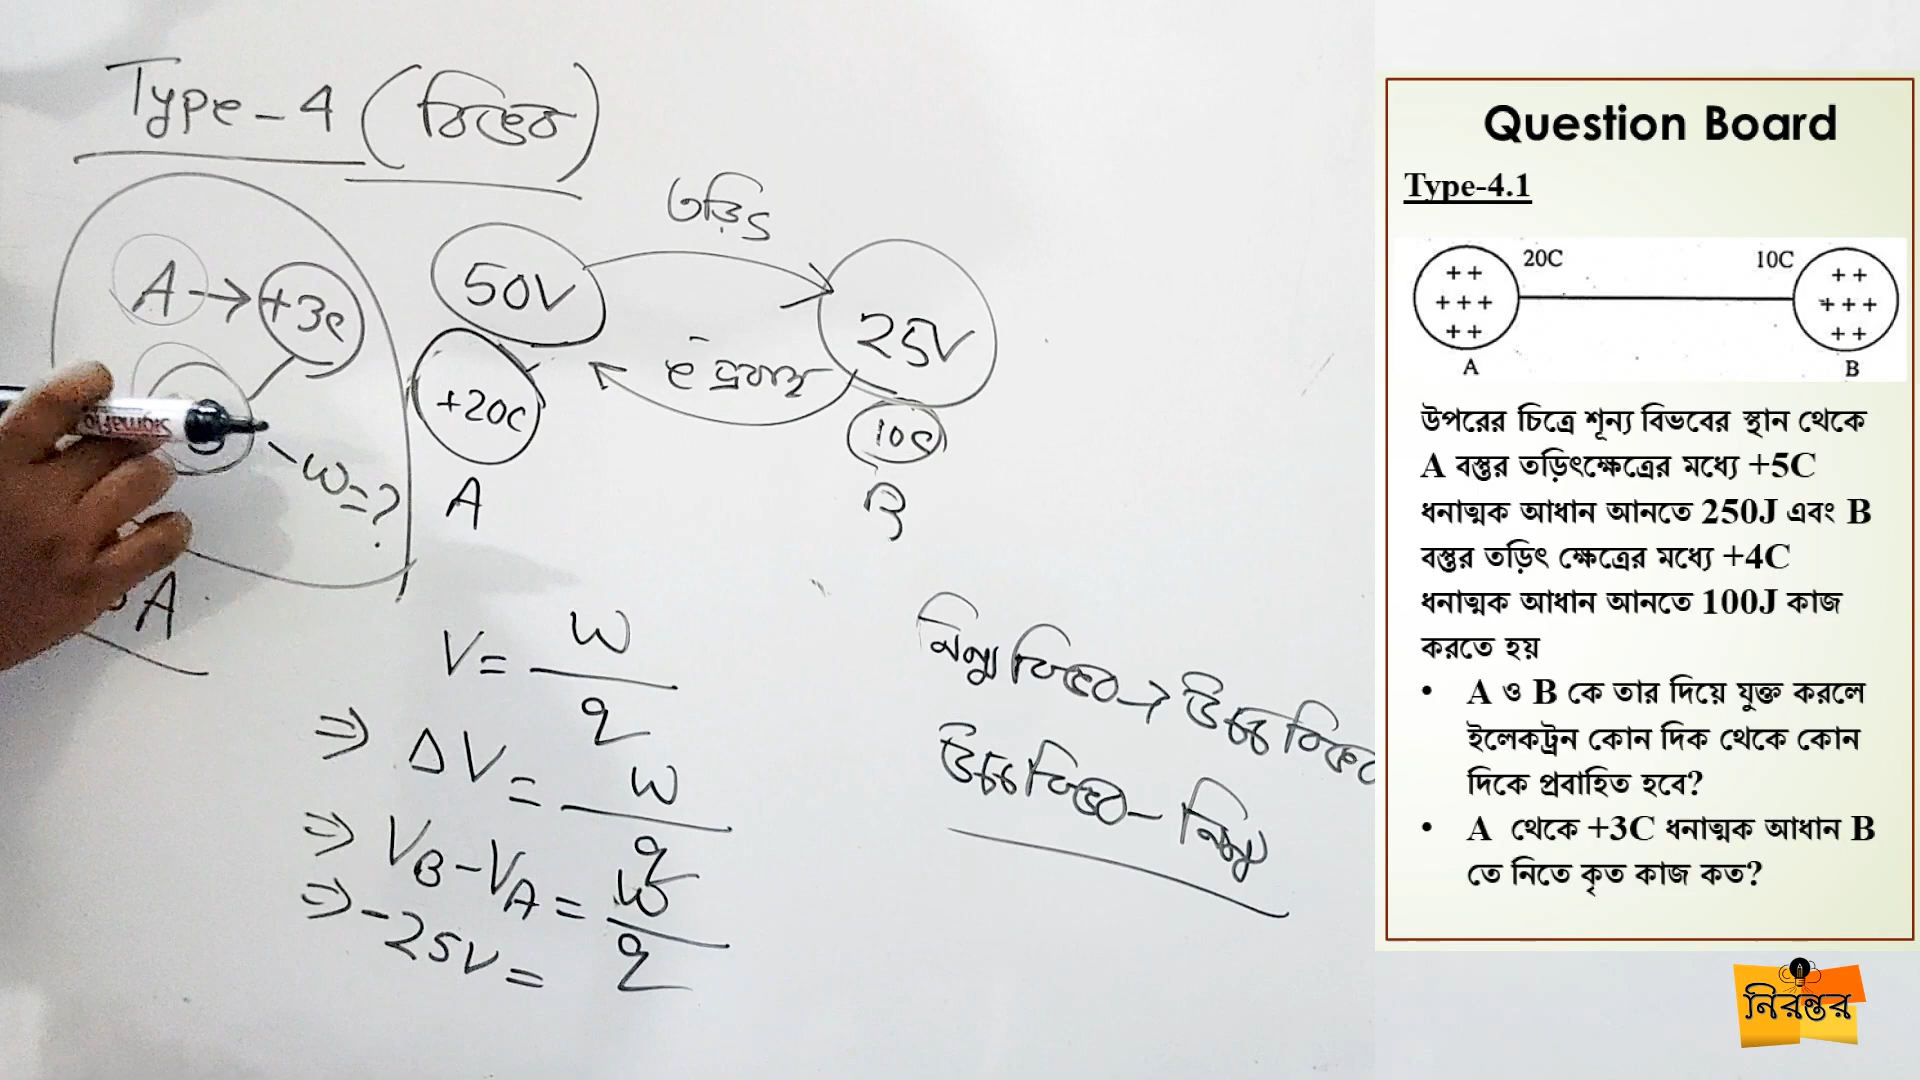 Type-4 (বিভব)
A → +3C
W=?
A
50V
তড়িৎ
25V
+20C
e⁻ প্রবাহ
10C
A
B
V = W/q
⇒ ΔV = W/q
⇒ VB-VA = W/q
⇒ -25V =
নিম্ন বিভব → উচ্চ বিভব
উচ্চ বিভব - নিম্ন
Question Board
Type-4.1
++ 20C 10C ++
+++ +++
++ ++
A B
উপরের চিত্রে শূন্য বিভবের স্থান থেকে
A বস্তুর তড়িৎক্ষেত্রের মধ্যে +5C
ধনাত্মক আধান আনতে 250J এবং B
বস্তুর তড়িৎ ক্ষেত্রের মধ্যে +4C
ধনাত্মক আধান আনতে 100J কাজ
করতে হয়
• A ও B কে তার দিয়ে যুক্ত করলে
ইলেকট্রন কোন দিক থেকে কোন
দিকে প্রবাহিত হবে?
• A থেকে +3C ধনাত্মক আধান B
তে নিতে কৃত কাজ কত?
নিরন্তর